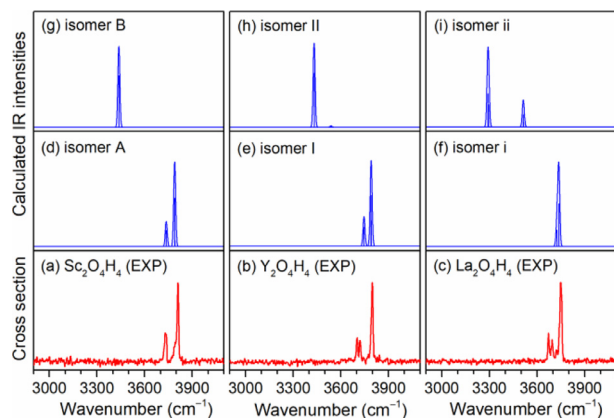 Calculated IR intensities
(g) isomer B
(h) isomer II
(i) isomer ii
(d) isomer A
(e) isomer I
(f) isomer i
Cross section
(a) Sc₂O₄H₄ (EXP)
(b) Y₂O₄H₄ (EXP)
(c) La₂O₄H₄ (EXP)
3000 3300 3600 3900
3000 3300 3600 3900
3000 3300 3600 3900
Wavenumber (cm⁻¹)
Wavenumber (cm⁻¹)
Wavenumber (cm⁻¹)